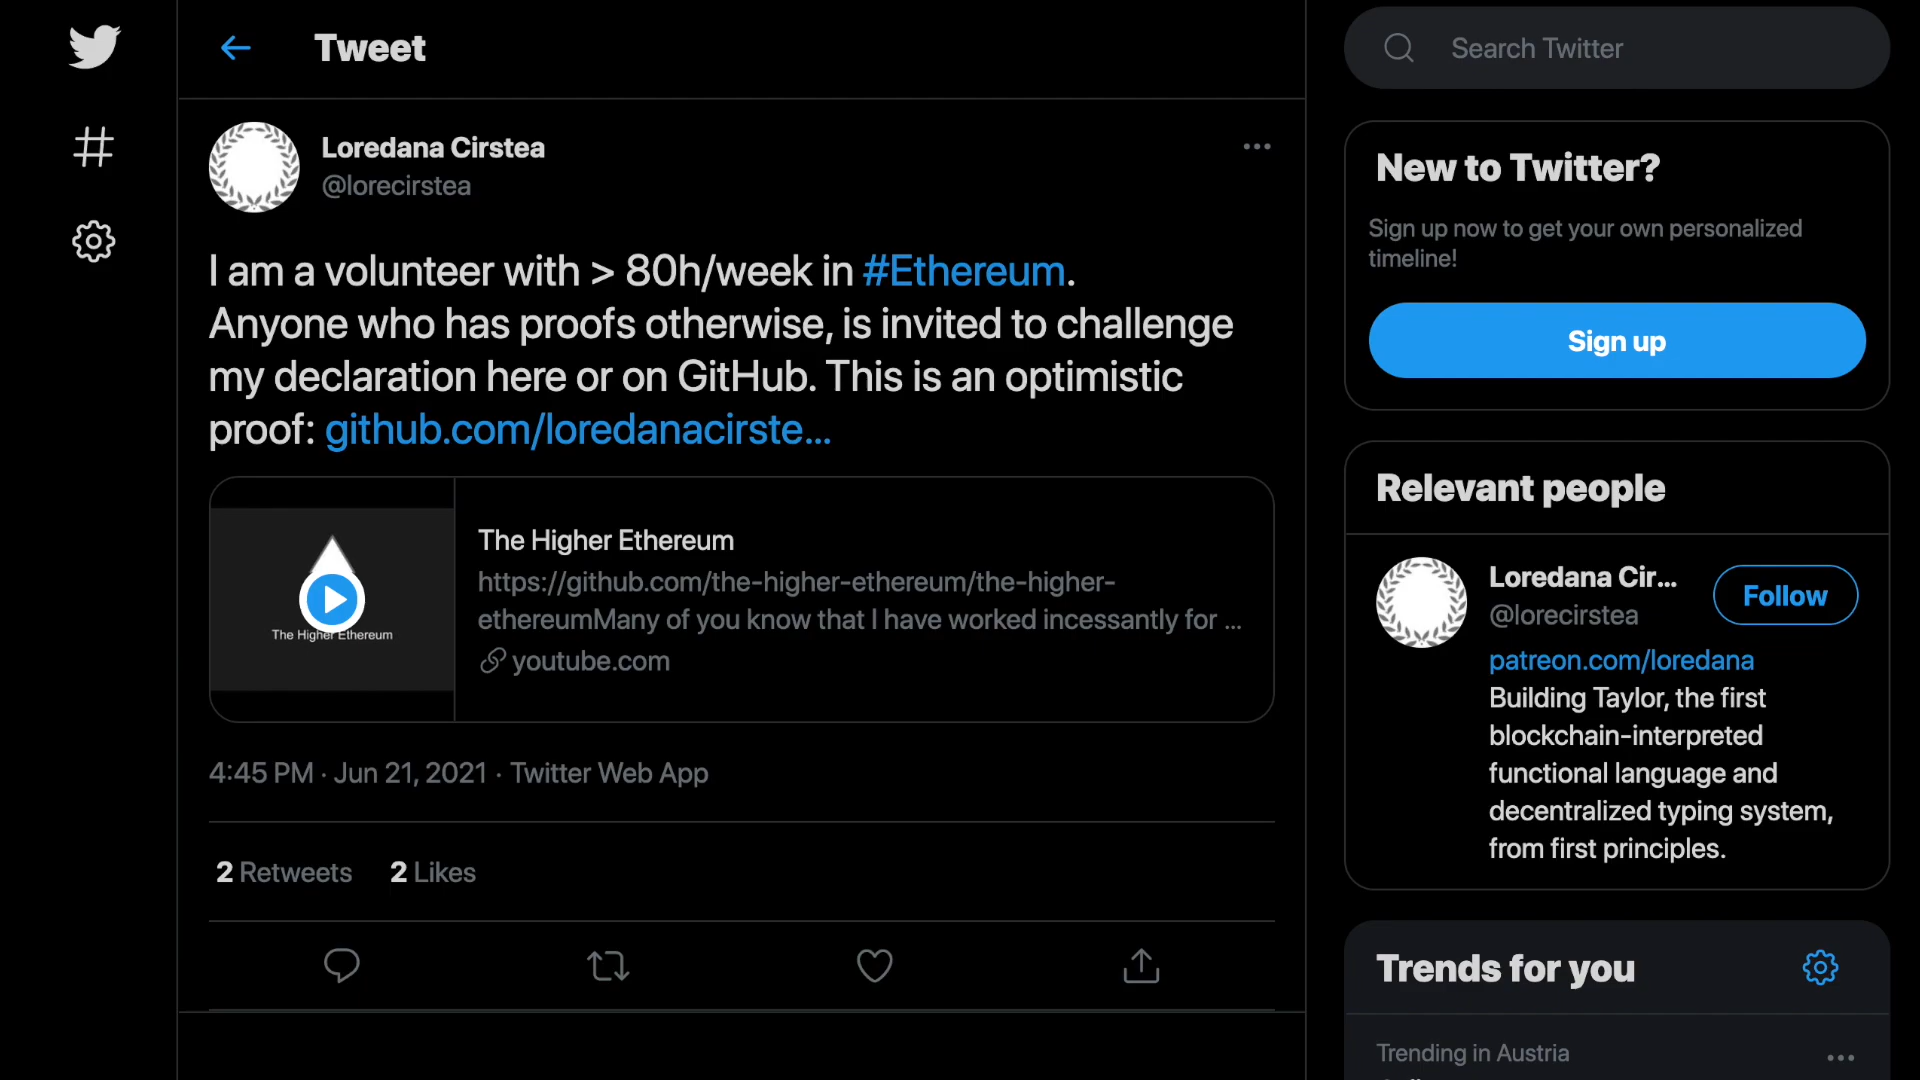 Tweet
Search Twitter
Loredana Cirstea
@lorecirstea
I am a volunteer with > 80h/week in #Ethereum.
Anyone who has proofs otherwise, is invited to challenge
my declaration here or on GitHub. This is an optimistic
proof: github.com/loredanacirste...
The Higher Ethereum
The Higher Ethereum
https://github.com/the-higher-ethereum/the-higher-
ethereumMany of you know that I have worked incessantly for ...
youtube.com
4:45 PM · Jun 21, 2021 · Twitter Web App
2 Retweets 2 Likes
New to Twitter?
Sign up now to get your own personalized
timeline!
Sign up
Relevant people
Loredana Cir...
@lorecirstea
Follow
patreon.com/loredana
Building Taylor, the first
blockchain-interpreted
functional language and
decentralized typing system,
from first principles.
Trends for you
Trending in Austria